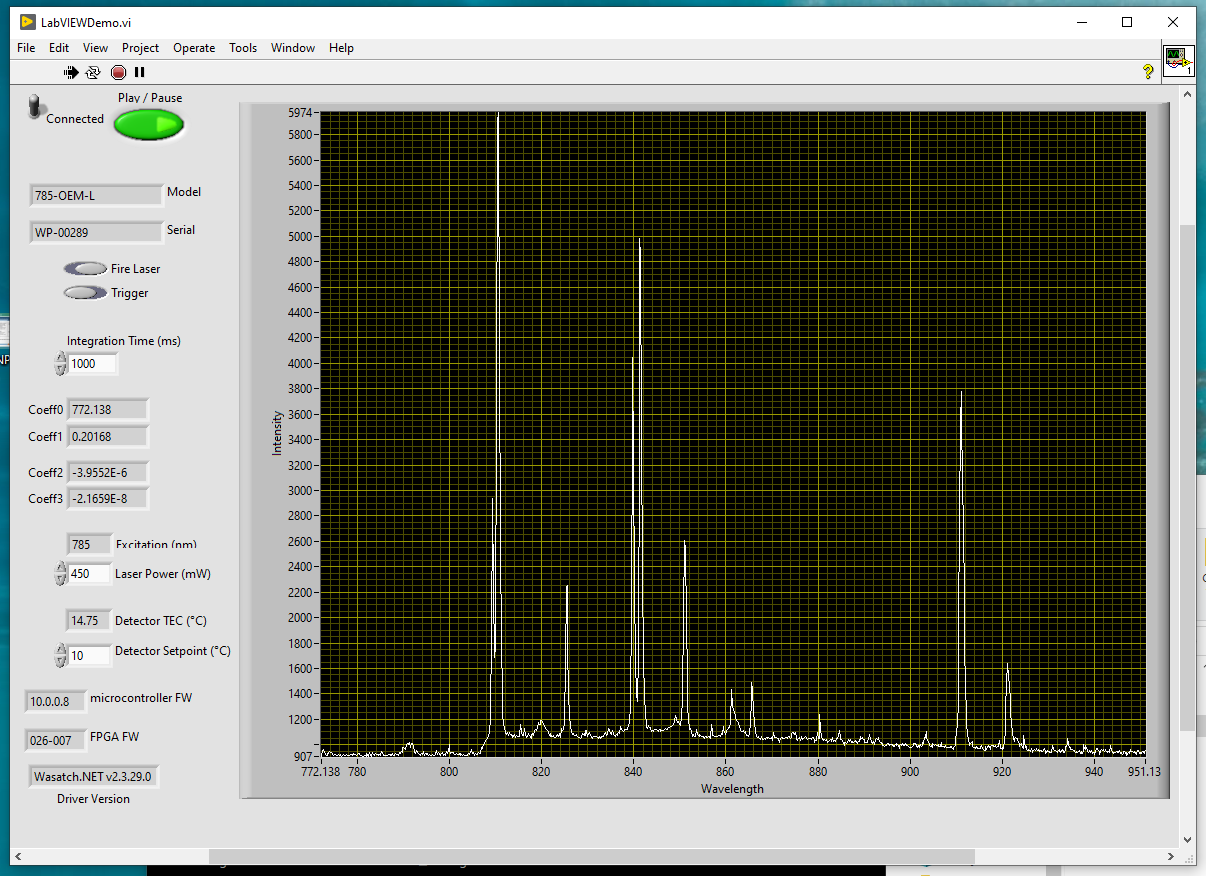 LabVIEWDemo.vi
File Edit View Project Operate Tools Window Help
?
1
Connected
Play / Pause
785-OEM-L Model
WP-00289 Serial
Fire Laser
Trigger
Integration Time (ms)
1000
Coeff0 772.138
Coeff1 0.20168
Coeff2 -3.9552E-6
Coeff3 -2.1659E-8
785 Excitation (nm)
450 Laser Power (mW)
14.75 Detector TEC (°C)
10 Detector Setpoint (°C)
10.0.0.8 microcontroller FW
026-007 FPGA FW
Wasatch.NET v2.3.29.0
Driver Version
Intensity
5974
5800
5600
5400
5200
5000
4800
4600
4400
4200
4000
3800
3600
3400
3200
3000
2800
2600
2400
2200
2000
1800
1600
1400
1200
907
772.138 780 800 820 840 860 880 900 920 940 951.13
Wavelength